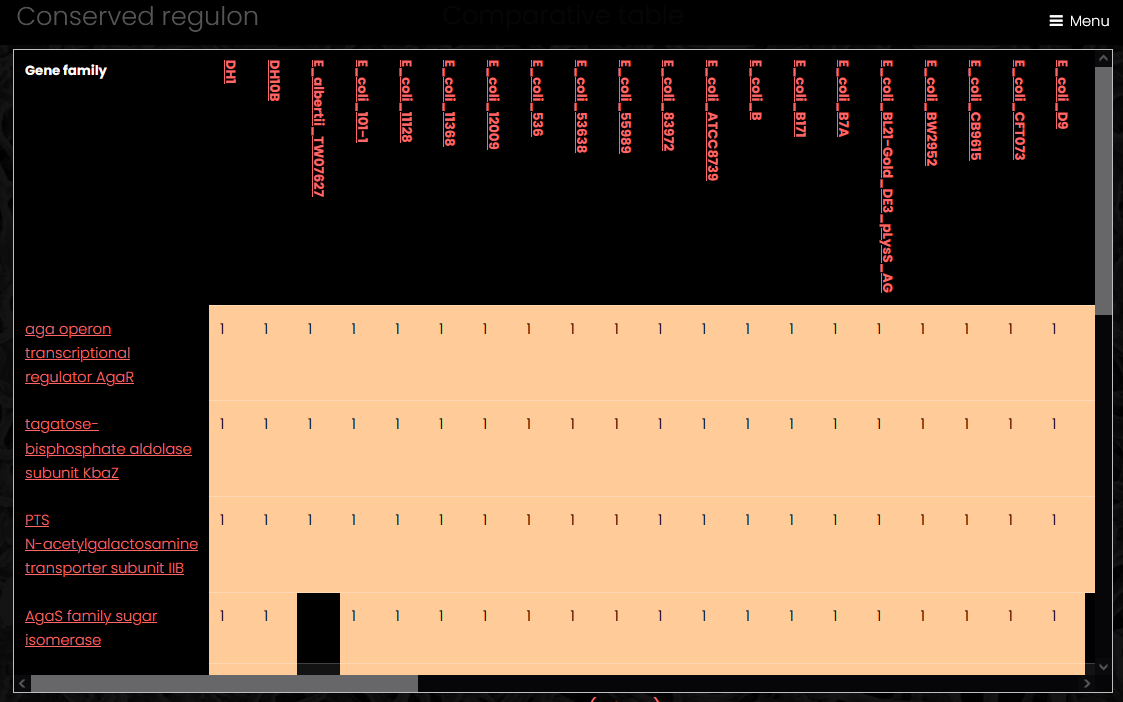 Conserved regulon
Comparative table
Menu
Gene family
DH1
DH10B
E_albertii_TW07627
E_coli_101-1
E_coli_11128
E_coli_11368
E_coli_12009
E_coli_536
E_coli_53638
E_coli_55989
E_coli_83972
E_coli_ATCC8739
E_coli_B
E_coli_B171
E_coli_B7A
E_coli_BL21-Gold_DE3_pLysS_AG
E_coli_BW2952
E_coli_CB9615
E_coli_CFT073
E_coli_D9
aga operon
transcriptional
regulator AgaR
1 1 1 1 1 1 1 1 1 1 1 1 1 1 1 1 1 1 1 1
tagatose-
bisphosphate aldolase
subunit KbaZ
1 1 1 1 1 1 1 1 1 1 1 1 1 1 1 1 1 1 1 1
PTS
N-acetylgalactosamine
transporter subunit IIB
1 1 1 1 1 1 1 1 1 1 1 1 1 1 1 1 1 1 1 1
AgaS family sugar
isomerase
1 1 1 1 1 1 1 1 1 1 1 1 1 1 1 1 1 1 1